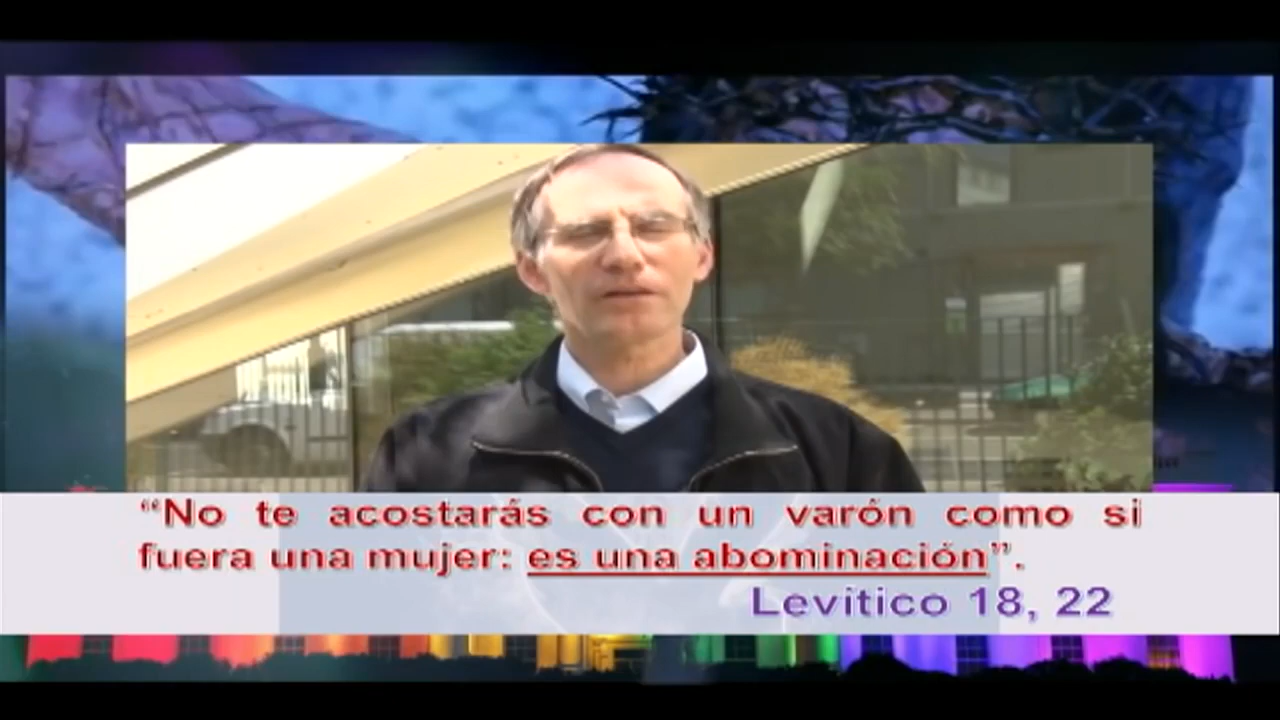 “No te acostarás con un varón como si
fuera una mujer: es una abominación”.
Levitico 18, 22